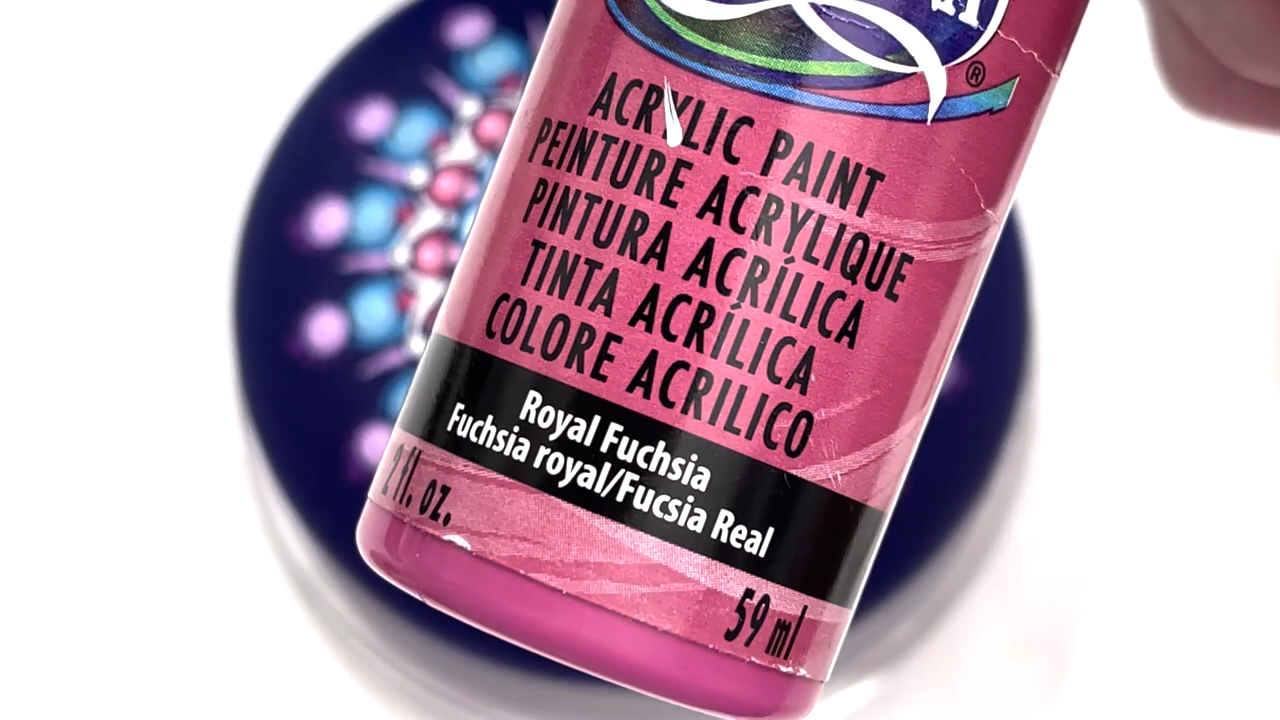 ®
ACRYLIC PAINT
PEINTURE ACRYLIQUE
PINTURA ACRÍLICA
TINTA ACRÍLICA
COLORE ACRILICO
Royal Fuchsia
Fuchsia royal/Fucsia Real
2 fl. oz.
59 ml